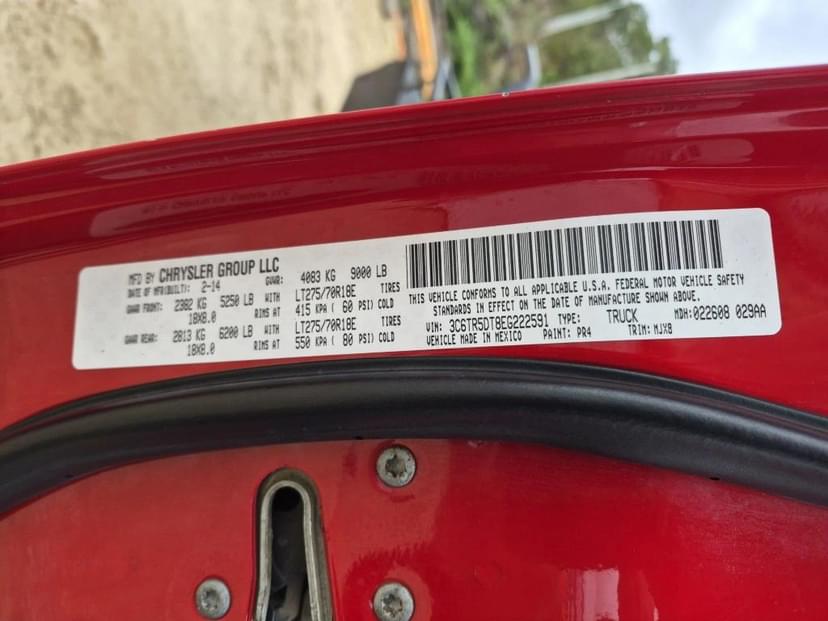 MFD BY CHRYSLER GROUP LLC
DATE OF MFR(BUILT): 2-14 GVWR: 4083 KG 9000 LB
GAWR FRONT: 2382 KG 5250 LB WITH LT275/70R18E TIRES
18X8.0 RIMS AT 415 KPA ( 60 PSI) COLD
GAWR REAR: 2813 KG 6200 LB WITH LT275/70R18E TIRES
18X8.0 RIMS AT 550 KPA ( 80 PSI) COLD
THIS VEHICLE CONFORMS TO ALL APPLICABLE U.S.A. FEDERAL MOTOR VEHICLE SAFETY
STANDARDS IN EFFECT ON THE DATE OF MANUFACTURE SHOWN ABOVE.
VIN: 3C6TR5DT8EG222591 TYPE: TRUCK MDH: 022608 029AA
VEHICLE MADE IN MEXICO PAINT: PR4 TRIM: MJX8